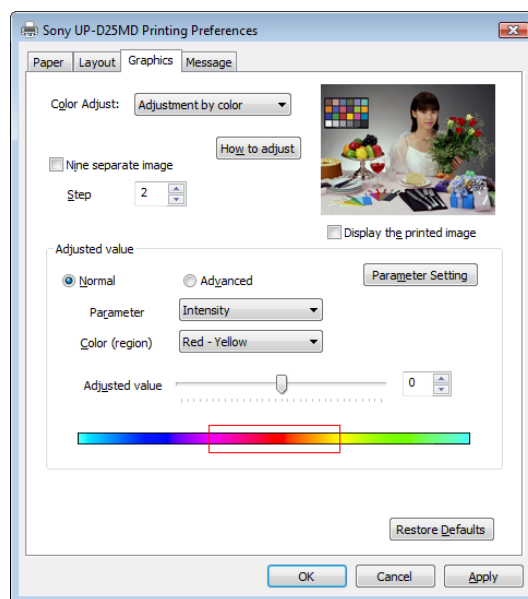 Sony UP-D25MD Printing Preferences
Paper Layout Graphics Message
Color Adjust: Adjustment by color
How to adjust
Nine separate image
Step 2
Display the printed image
Adjusted value
Normal Advanced Parameter Setting
Parameter Intensity
Color (region) Red - Yellow
Adjusted value 0
Restore Defaults
OK Cancel Apply